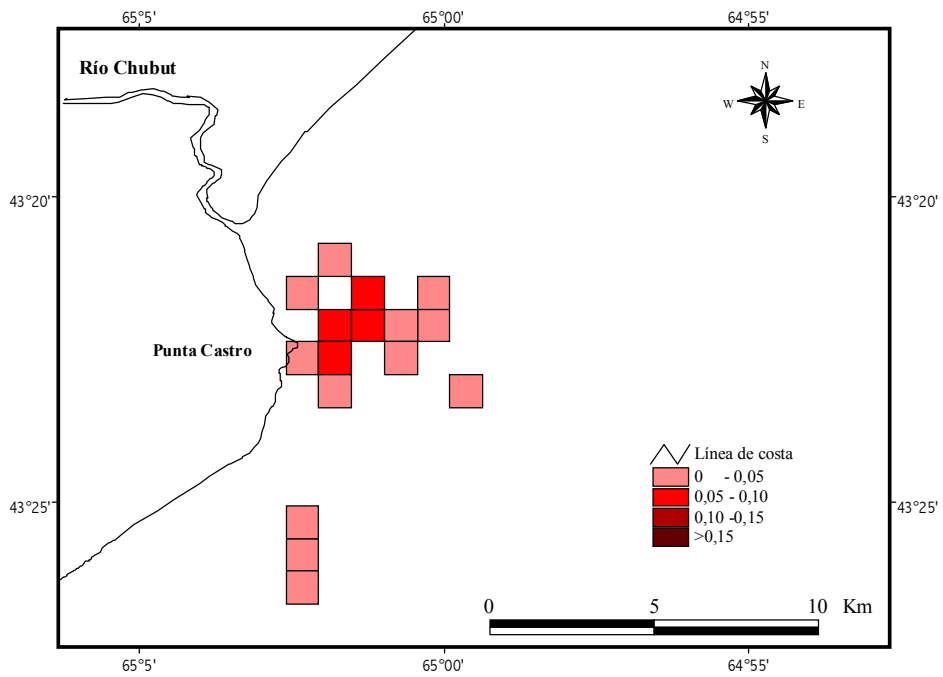 65°5' 65°00' 64°55'
Río Chubut
N
W E
S
43°20' 43°20'
Punta Castro
Línea de costa
0 - 0,05
0,05 - 0,10
43°25' 43°25'
0,10 -0,15
>0,15
0 5 10 Km
65°5' 65°00' 64°55'